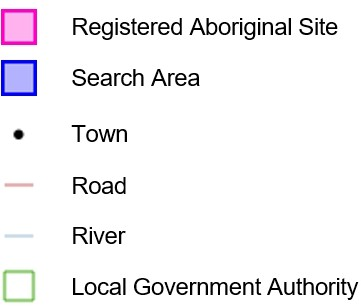 Registered Aboriginal Site
Search Area
Town
Road
River
Local Government Authority